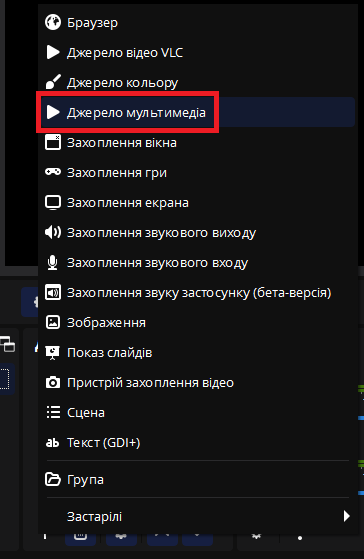 Браузер
Джерело відео VLC
Джерело кольору
Джерело мультимедіа
Захоплення вікна
Захоплення гри
Захоплення екрана
Захоплення звукового виходу
Захоплення звукового входу
Захоплення звуку застосунку (бета-версія)
Зображення
Показ слайдів
Пристрій захоплення відео
Сцена
ab Текст (GDI+)
Група
Застарілі